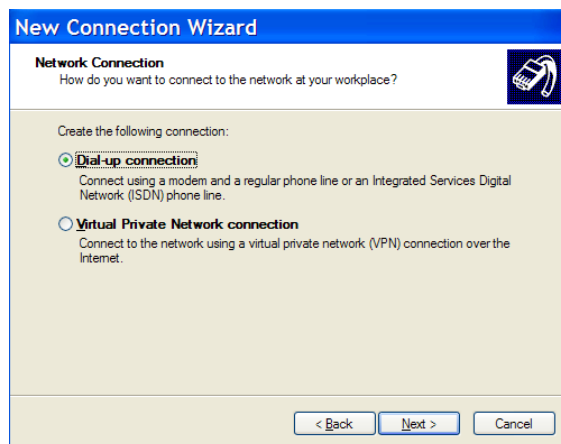 New Connection Wizard
Network Connection
How do you want to connect to the network at your workplace?
Create the following connection:
Dial-up connection
Connect using a modem and a regular phone line or an Integrated Services Digital
Network (ISDN) phone line.
Virtual Private Network connection
Connect to the network using a virtual private network (VPN) connection over the
Internet.
< Back Next > Cancel